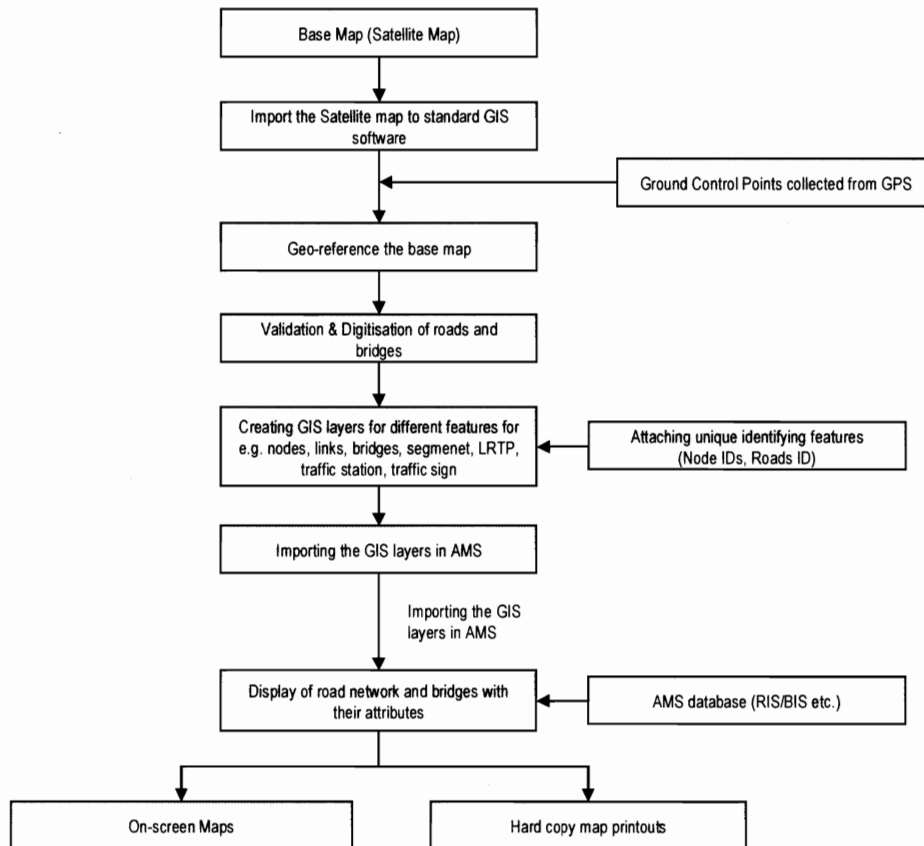 Base Map (Satellite Map)
Import the Satellite map to standard GIS
software
Ground Control Points collected from GPS
Geo-reference the base map
Validation & Digitisation of roads and
bridges
Creating GIS layers for different features for
e.g. nodes, links, bridges, segmenet, LRTP,
traffic station, traffic sign
Attaching unique identifying features
(Node IDs, Roads ID)
Importing the GIS layers in AMS
Importing the GIS
layers in AMS
Display of road network and bridges with
their attributes
AMS database (RIS/BIS etc.)
On-screen Maps
Hard copy map printouts